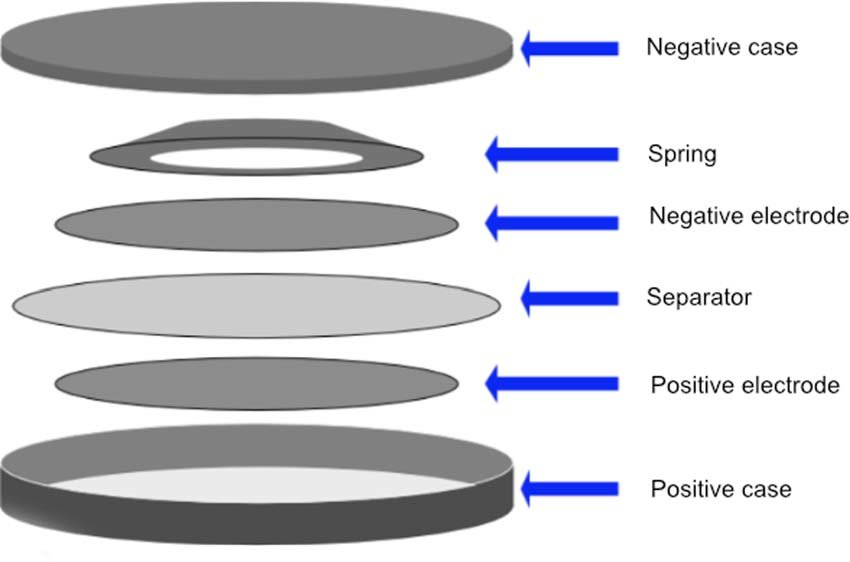 Negative case
Spring
Negative electrode
Separator
Positive electrode
Positive case